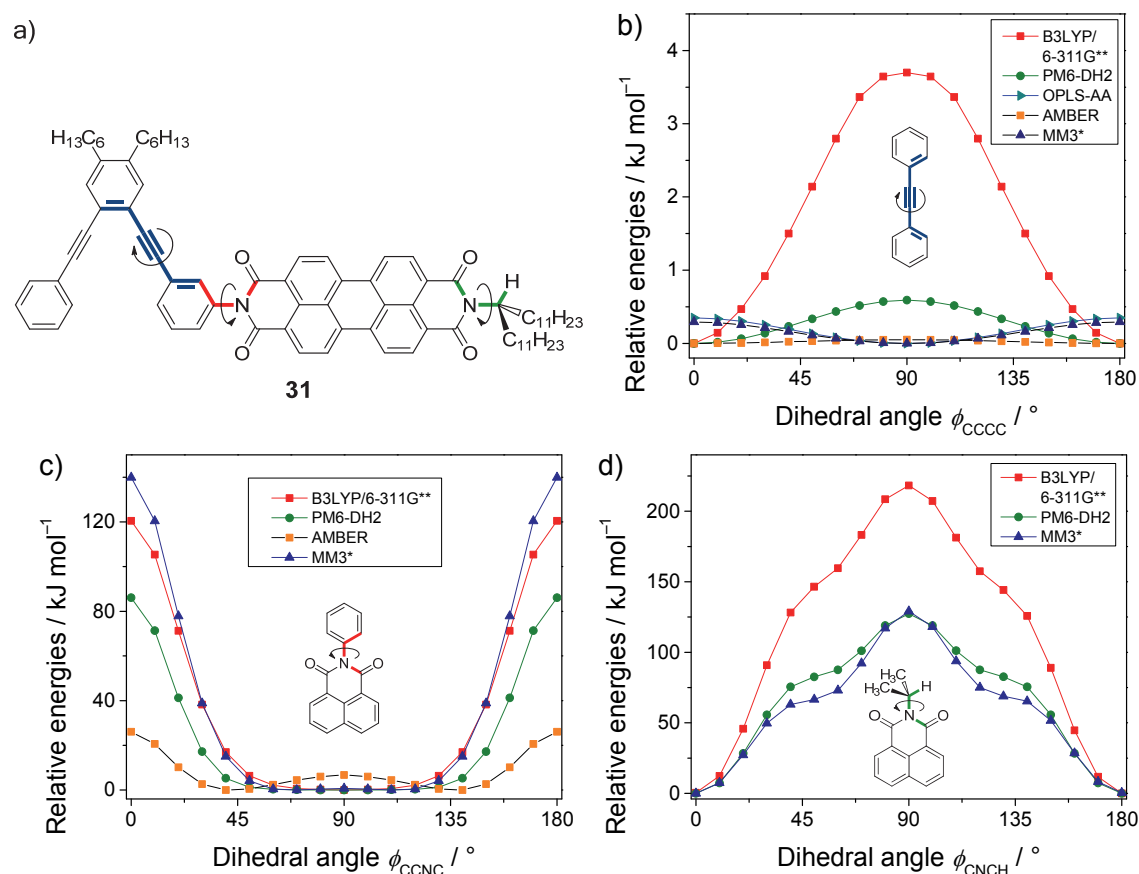 a)
H₁₃C₆
C₆H₁₃
O
O
H
N
N
C₁₁H₂₃
O
O
C₁₁H₂₃
31
b)
Relative energies / kJ mol⁻¹
4
3
2
1
0
B3LYP/
6-311G**
PM6-DH2
OPLS-AA
AMBER
MM3*
0
45
90
135
180
Dihedral angle ϕCCCC / °
c)
Relative energies / kJ mol⁻¹
120
80
40
0
B3LYP/6-311G**
PM6-DH2
AMBER
MM3*
O
N
O
0
45
90
135
180
Dihedral angle ϕCCNC / °
d)
Relative energies / kJ mol⁻¹
200
150
100
50
0
B3LYP/
6-311G**
PM6-DH2
MM3*
H₃C
H₃C
H
O
N
O
0
45
90
135
180
Dihedral angle ϕCNCH / °